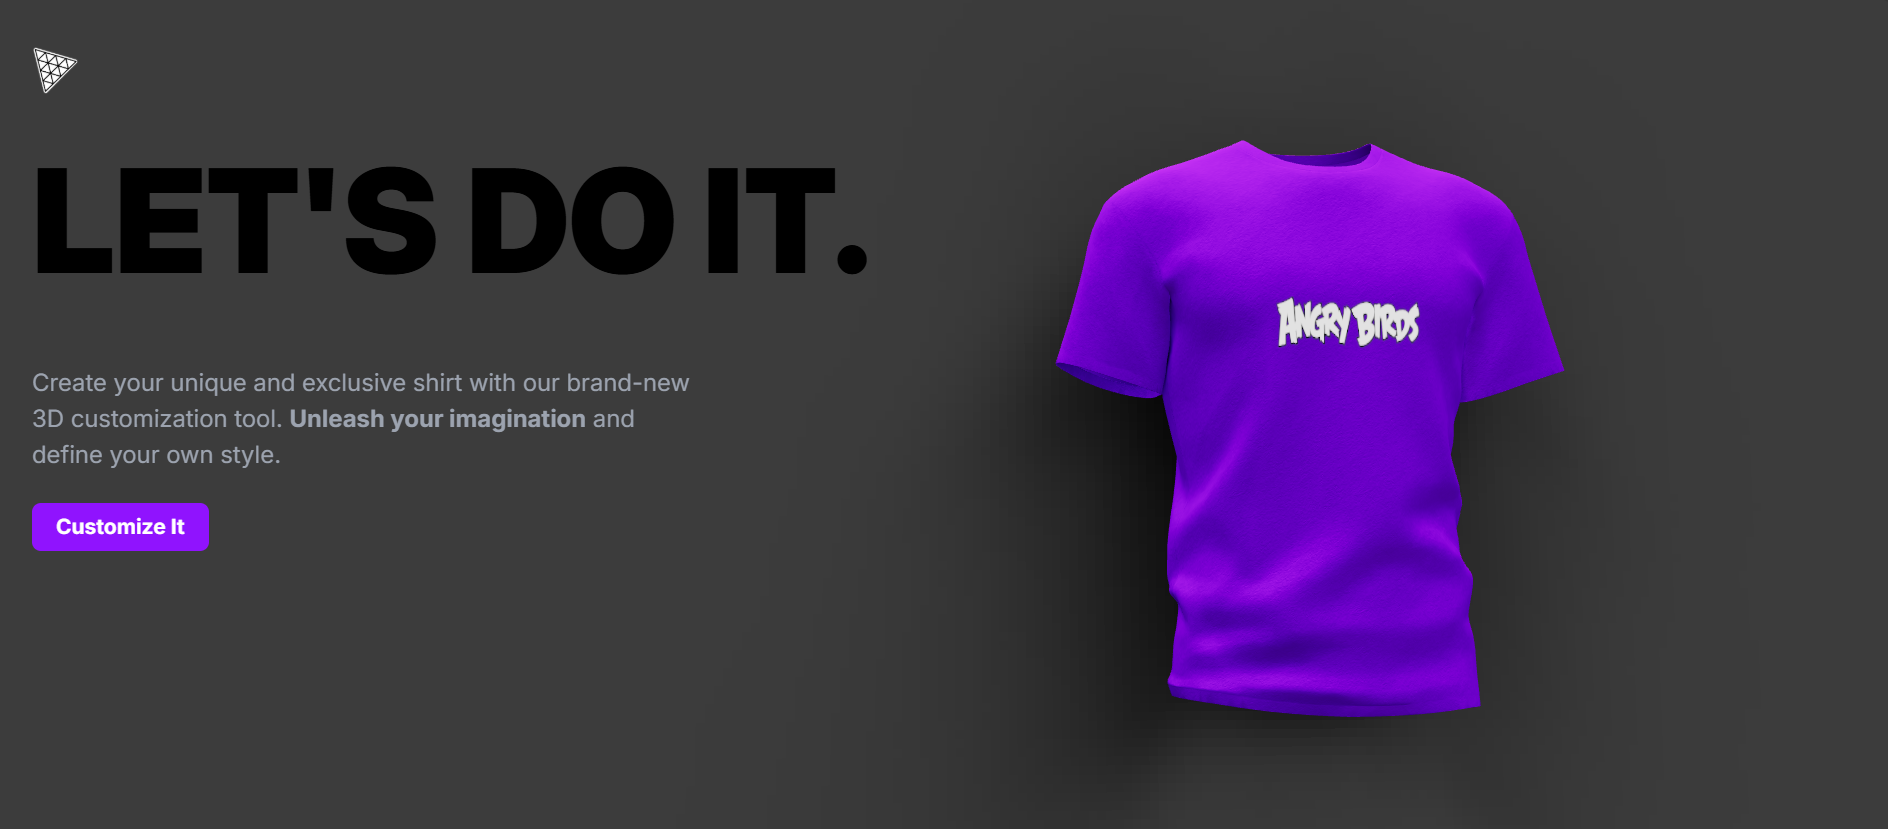 LET'S DO IT.
Create your unique and exclusive shirt with our brand-new
3D customization tool. Unleash your imagination and
define your own style.
Customize It
ANGRY BIRDS